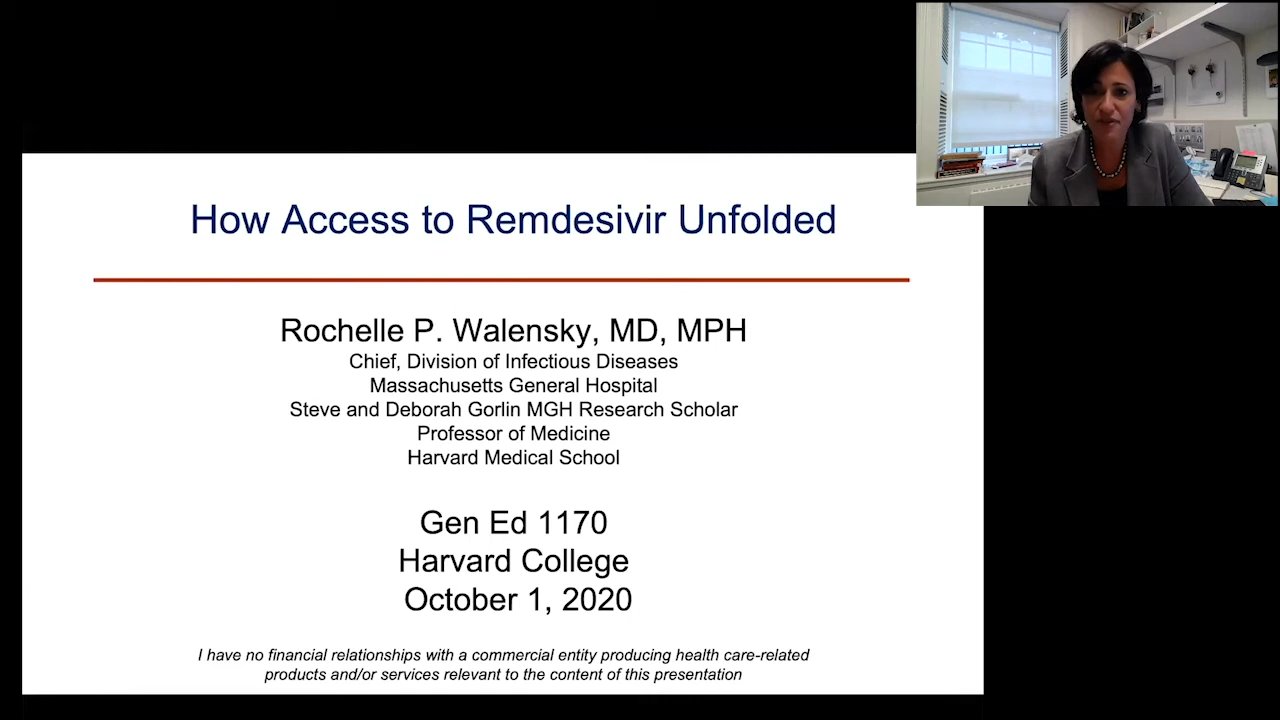 How Access to Remdesivir Unfolded
Rochelle P. Walensky, MD, MPH
Chief, Division of Infectious Diseases
Massachusetts General Hospital
Steve and Deborah Gorlin MGH Research Scholar
Professor of Medicine
Harvard Medical School
Gen Ed 1170
Harvard College
October 1, 2020
I have no financial relationships with a commercial entity producing health care-related
products and/or services relevant to the content of this presentation